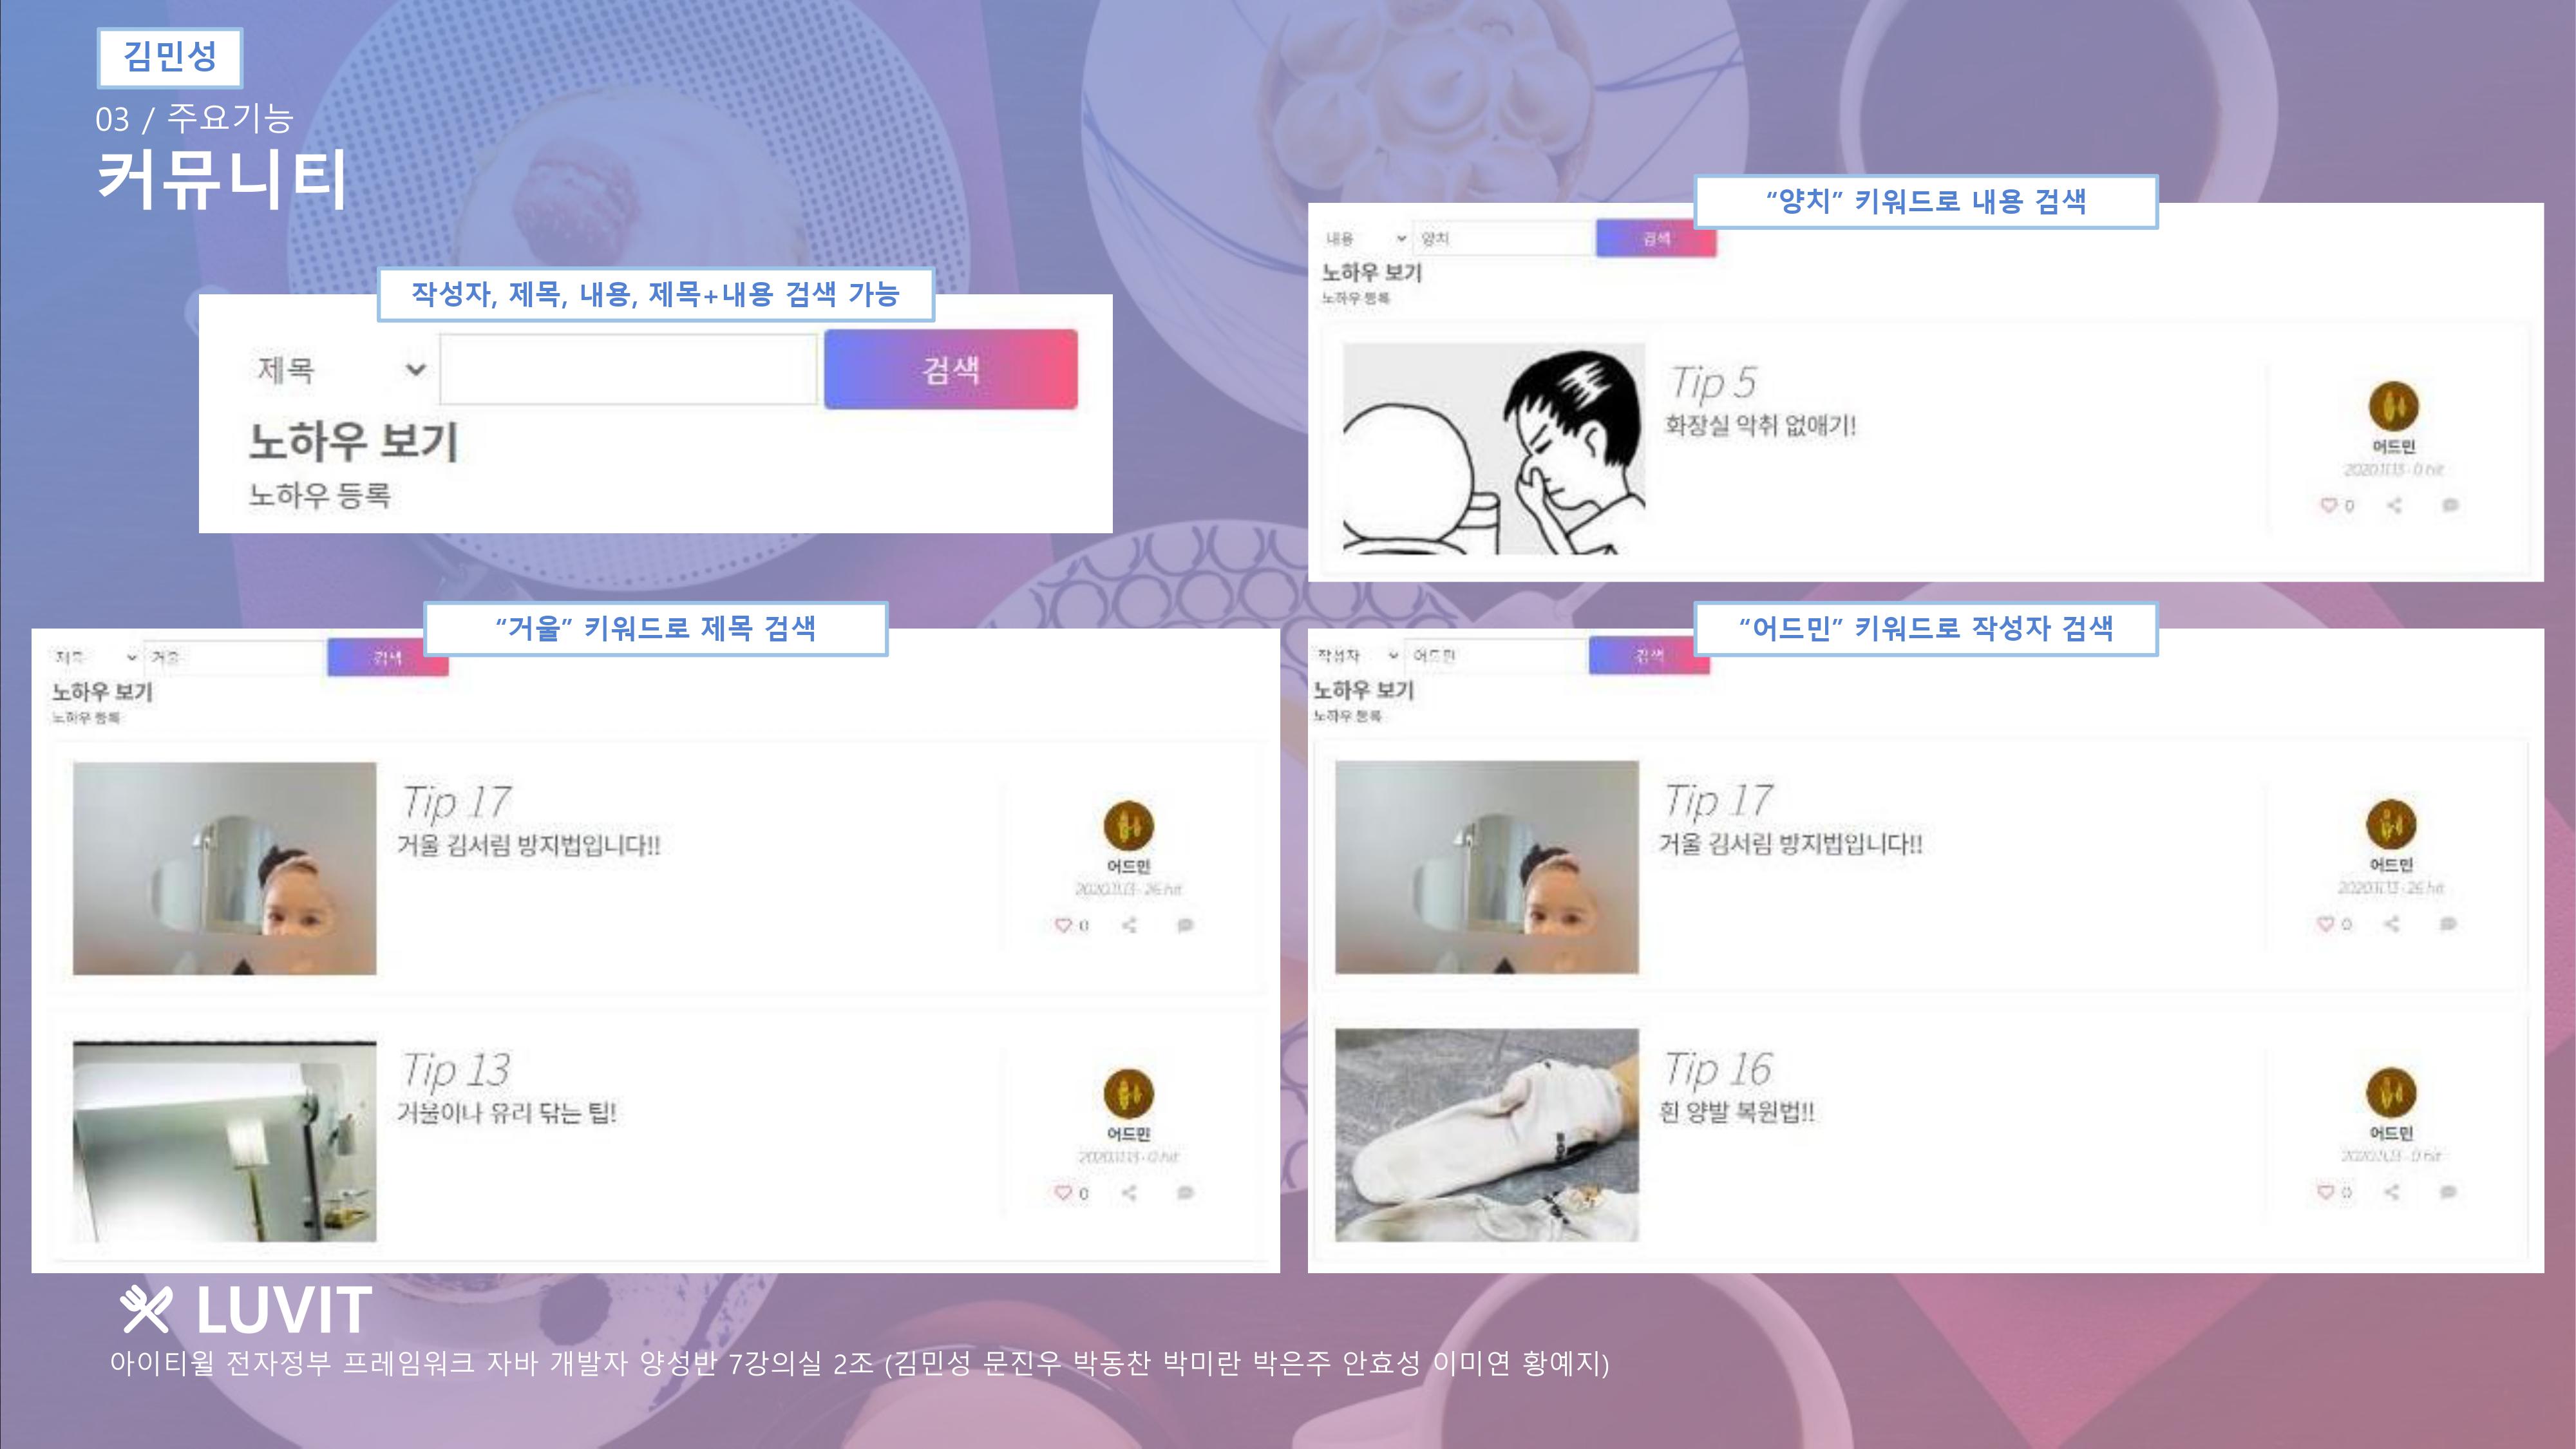 김민성
03 / 주요기능
커뮤니티
작성자, 제목, 내용, 제목+내용 검색 가능
제목
검색
노하우 보기
노하우 등록
“양치” 키워드로 내용 검색
내용
양치
검색
노하우 보기
노하우 등록
Tip 5
화장실 악취 없애기!
어드민
2020.11.13 · 0 hit
0
“거울” 키워드로 제목 검색
제목
거울
검색
노하우 보기
노하우 등록
Tip 17
거울 김서림 방지법입니다!!
어드민
2020.11.13 · 26 hit
0
Tip 13
거울이나 유리 닦는 팁!
어드민
2020.11.13 · 0 hit
0
“어드민” 키워드로 작성자 검색
작성자
어드민
검색
노하우 보기
노하우 등록
Tip 17
거울 김서림 방지법입니다!!
어드민
2020.11.13 · 26 hit
0
Tip 16
흰 양발 복원법!!
어드민
2020.11.13 · 0 hit
0
LUVIT
아이티윌 전자정부 프레임워크 자바 개발자 양성반 7강의실 2조 (김민성 문진우 박동찬 박미란 박은주 안효성 이미연 황예지)